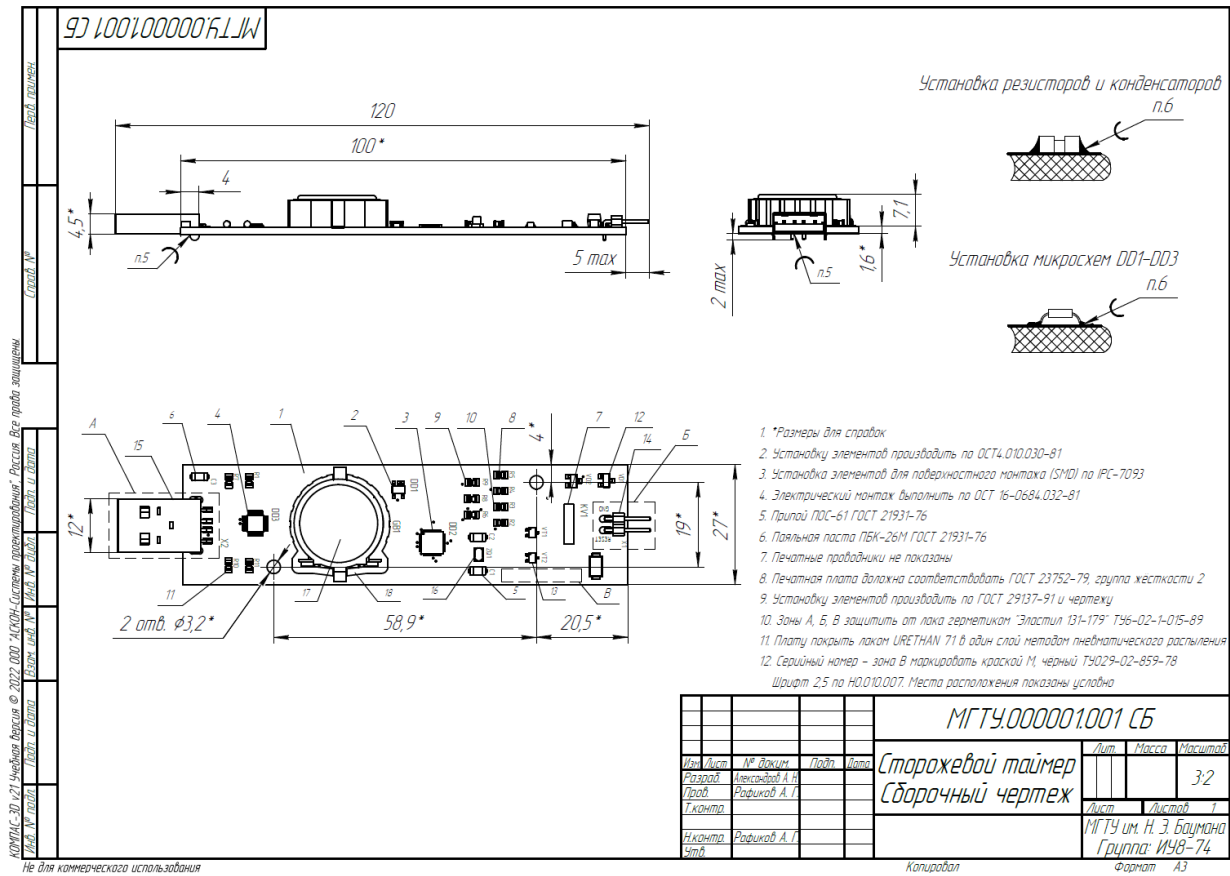 МГТУ.000001.001 СБ
Перв. примен.
Справ. №
Подп. и дата
Инв. № дубл.
Взам. инв. №
Подп. и дата
Инв. № подл.
КОМПАС-3D v21 Учебная версия © 2022 ООО "АСКОН-Системы проектирования", Россия. Все права защищены
120
100*
4
4,5*
п.5
5 max
7,1
1,6*
2 max
п.5
Установка резисторов и конденсаторов
п.6
Установка микросхем DD1-DD3
п.6
А
15
6
4
1
2
3
9
10
8
4*
7
12
14
Б
DD3
GB1
DD1
DD2
KV1
X2
X1
12*
19*
27*
11
17
18
16
5
13
В
2 отв. ϕ3,2*
58,9*
20,5*
1. *Размеры для справок
2. Установку элементов производить по ОСТ4.010.030-81
3. Установка элементов для поверхностного монтажа (SMD) по IPC-7093
4. Электрический монтаж выполнить по ОСТ 16-0684.032-81
5. Припой ПОС-61 ГОСТ 21931-76
6. Паяльная паста ПБК-26М ГОСТ 21931-76
7. Печатные проводники не показаны
8. Печатная плата должна соответствовать ГОСТ 23752-79, группа жесткости 2
9. Установку элементов производить по ГОСТ 29137-91 и чертежу
10. Зоны А, Б, В защитить от лака герметиком "Эластил 131-179" ТУ6-02-1-015-89
11. Плату покрыть лаком URETHAN 71 в один слой методом пневматического распыления
12. Серийный номер – зона В маркировать краской М, черный ТУ029-02-859-78
Шрифт 2,5 по Н0.010.007. Места расположения показаны условно
МГТУ.000001.001 СБ
Изм. Лист № докум. Подп. Дата
Разраб. Александров А. Н.
Пров. Рафиков А. Г.
Т.контр.
Н.контр. Рафиков А. Г.
Утв.
Сторожевой таймер
Сборочный чертеж
Лит. Масса Масштаб
3:2
Лист Листов 1
МГТУ им. Н. Э. Баумана
Группа: ИУ8-74
Не для коммерческого использования
Копировал
Формат А3